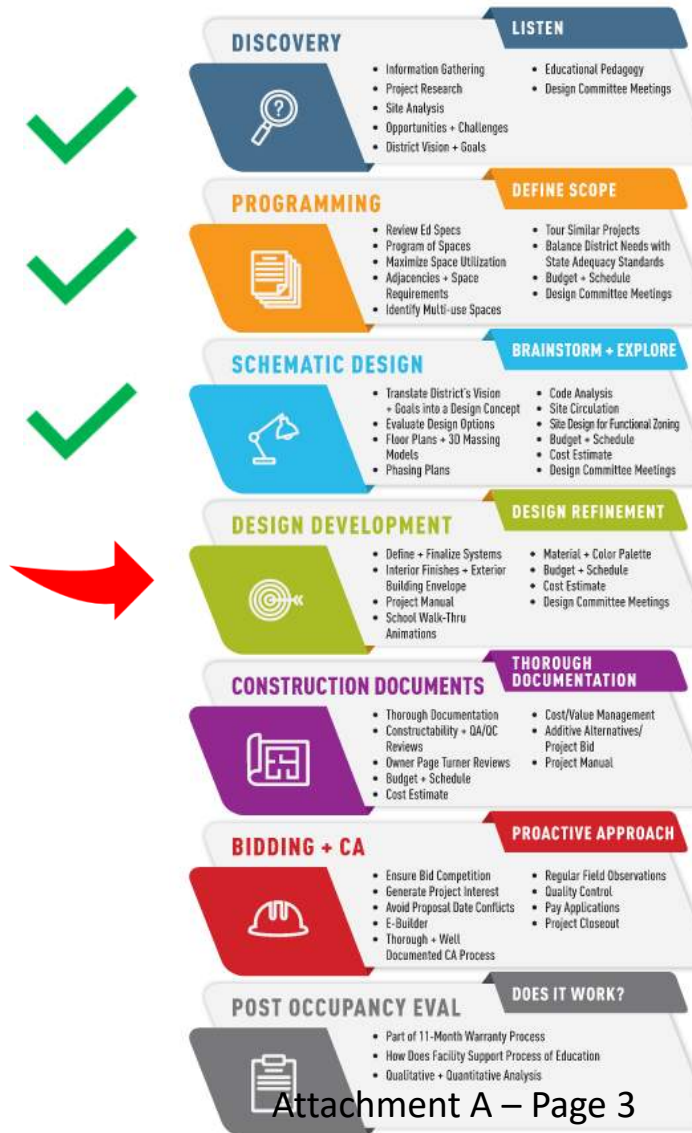 DISCOVERY
LISTEN
• Information Gathering
• Project Research
• Site Analysis
• Opportunities + Challenges
• District Vision + Goals
• Educational Pedagogy
• Design Committee Meetings
PROGRAMMING
DEFINE SCOPE
• Review Ed Specs
• Program of Spaces
• Maximize Space Utilization
• Adjacencies + Space
Requirements
• Identify Multi-use Spaces
• Tour Similar Projects
• Balance District Needs with
State Adequacy Standards
• Budget + Schedule
• Design Committee Meetings
SCHEMATIC DESIGN
BRAINSTORM + EXPLORE
• Translate District's Vision
+ Goals into a Design Concept
• Evaluate Design Options
• Floor Plans + 3D Massing
Models
• Phasing Plans
• Code Analysis
• Site Circulation
• Site Design for Functional Zoning
• Budget + Schedule
• Cost Estimate
• Design Committee Meetings
DESIGN DEVELOPMENT
DESIGN REFINEMENT
• Define + Finalize Systems
• Interior Finishes + Exterior
Building Envelope
• Project Manual
• School Walk-Thru
Animations
• Material + Color Palette
• Budget + Schedule
• Cost Estimate
• Design Committee Meetings
CONSTRUCTION DOCUMENTS
THOROUGH
DOCUMENTATION
• Thorough Documentation
• Constructability + QA/QC
Reviews
• Owner Page Turner Reviews
• Budget + Schedule
• Cost Estimate
• Cost/Value Management
• Additive Alternatives/
Project Bid
• Project Manual
BIDDING + CA
PROACTIVE APPROACH
• Ensure Bid Competition
• Generate Project Interest
• Avoid Proposal Date Conflicts
• E-Builder
• Thorough + Well
Documented CA Process
• Regular Field Observations
• Quality Control
• Pay Applications
• Project Closeout
POST OCCUPANCY EVAL
DOES IT WORK?
• Part of 11-Month Warranty Process
• How Does Facility Support Process of Education
• Qualitative + Quantitative Analysis
Attachment A – Page 3